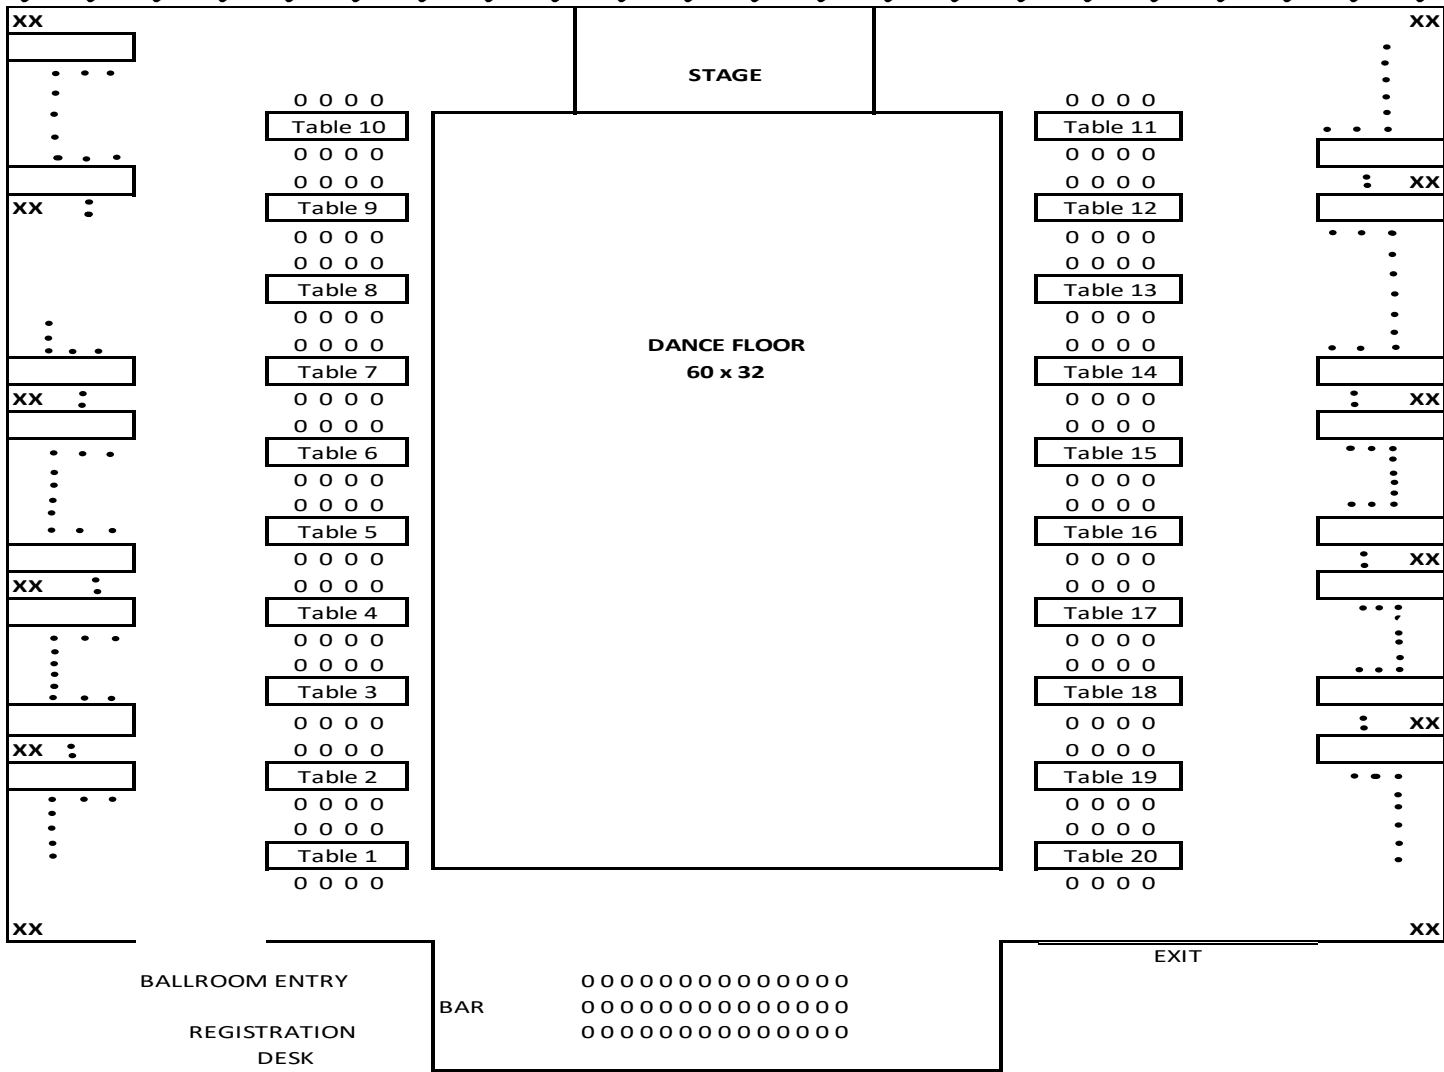 XX XX
STAGE
0 0 0 0 0 0 0 0
Table 10 Table 11
0 0 0 0 0 0 0 0
0 0 0 0 0 0 0 0 XX
XX Table 9 Table 12
0 0 0 0 0 0 0 0
0 0 0 0 0 0 0 0
Table 8 Table 13
0 0 0 0 0 0 0 0
0 0 0 0 DANCE FLOOR 0 0 0 0
Table 7 60 x 32 Table 14
XX 0 0 0 0 0 0 0 0 XX
0 0 0 0 0 0 0 0
Table 6 Table 15
0 0 0 0 0 0 0 0
0 0 0 0 0 0 0 0
Table 5 Table 16
0 0 0 0 0 0 0 0 XX
XX 0 0 0 0 0 0 0 0
Table 4 Table 17
0 0 0 0 0 0 0 0
0 0 0 0 0 0 0 0
Table 3 Table 18
0 0 0 0 0 0 0 0 XX
XX 0 0 0 0 0 0 0 0
Table 2 Table 19
0 0 0 0 0 0 0 0
0 0 0 0 0 0 0 0
Table 1 Table 20
0 0 0 0 0 0 0 0
XX XX
EXIT
BALLROOM ENTRY 0 0 0 0 0 0 0 0 0 0 0 0 0 0
BAR 0 0 0 0 0 0 0 0 0 0 0 0 0 0
REGISTRATION 0 0 0 0 0 0 0 0 0 0 0 0 0 0
DESK